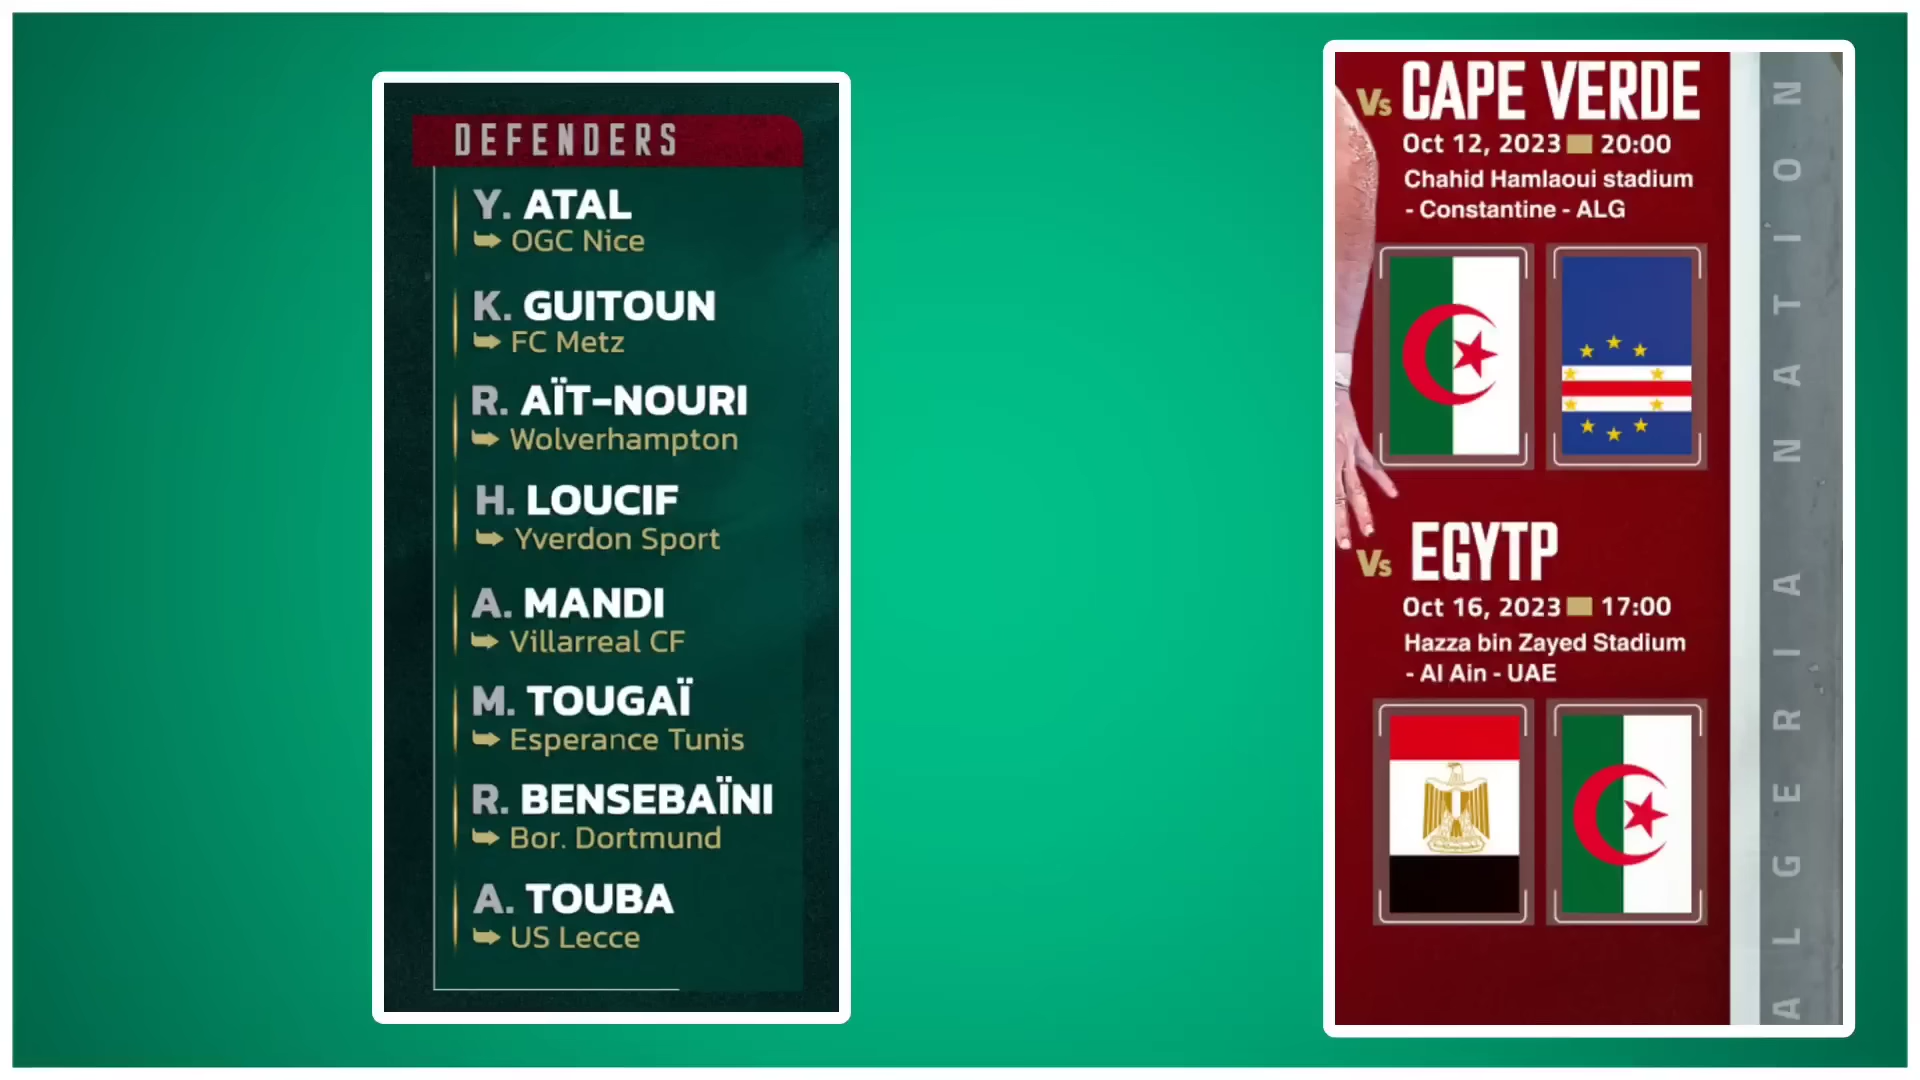 DEFENDERS
Y. ATAL
OGC Nice
K. GUITOUN
FC Metz
R. AÏT-NOURI
Wolverhampton
H. LOUCIF
Yverdon Sport
A. MANDI
Villarreal CF
M. TOUGAÏ
Esperance Tunis
R. BENSEBAÏNI
Bor. Dortmund
A. TOUBA
US Lecce
Vs CAPE VERDE
Oct 12, 2023 20:00
Chahid Hamlaoui stadium
- Constantine - ALG
Vs EGYTP
Oct 16, 2023 17:00
Hazza bin Zayed Stadium
- Al Ain - UAE
ALGERIA NATION